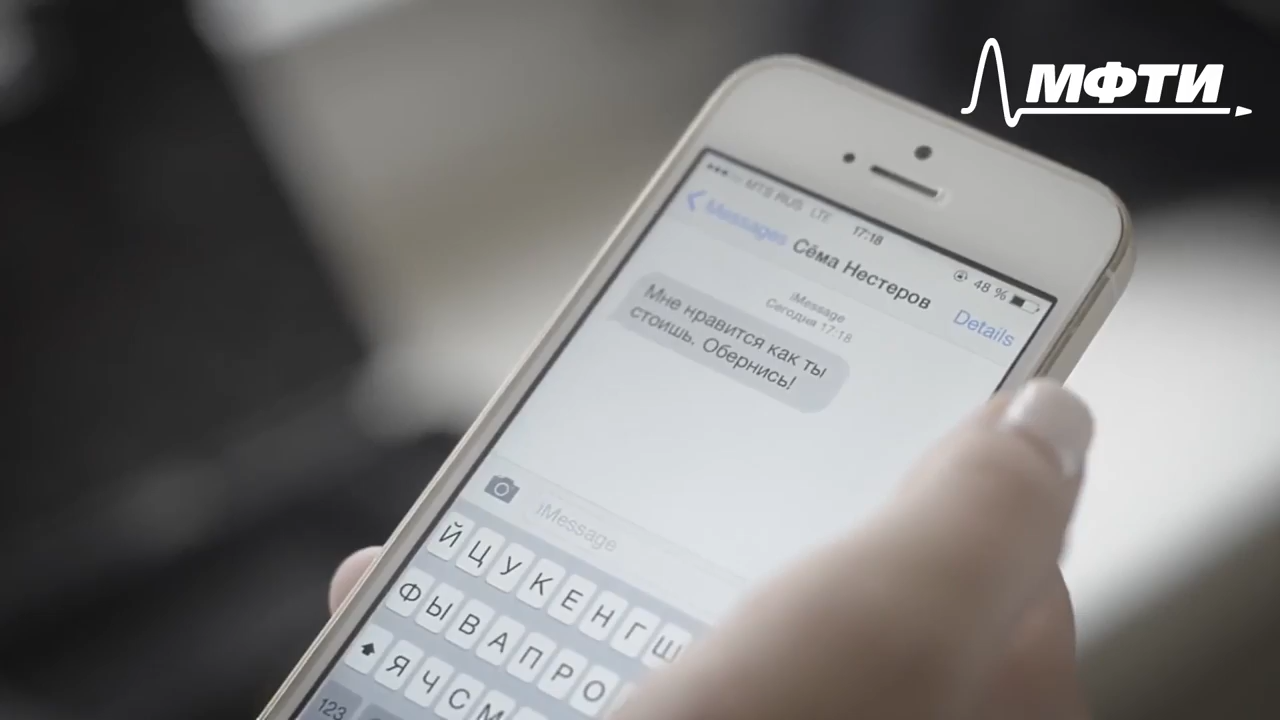 МФТИ
MTS RUS LTE 17:18 48 %
Messages Сёма Нестеров Details
iMessage
Сегодня 17:18
Мне нравится как ты
стоишь. Обернись!
iMessage
Й Ц У К Е Н Г Ш
Ф Ы В А П Р О
Я Ч С М
123